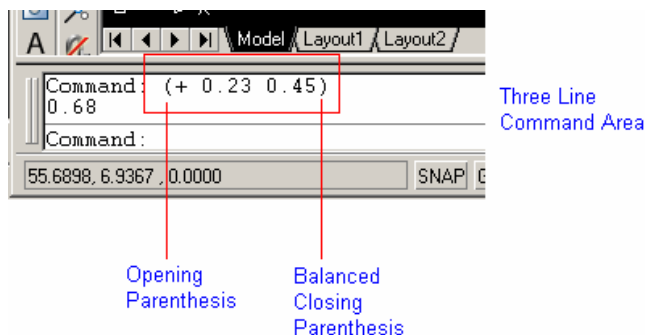 A
Model Layout1 Layout2
Command: (+ 0.23 0.45)
0.68
Command:
Three Line
Command Area
55.6898, 6.9367 , 0.0000 SNAP
Opening
Parenthesis
Balanced
Closing
Parenthesis